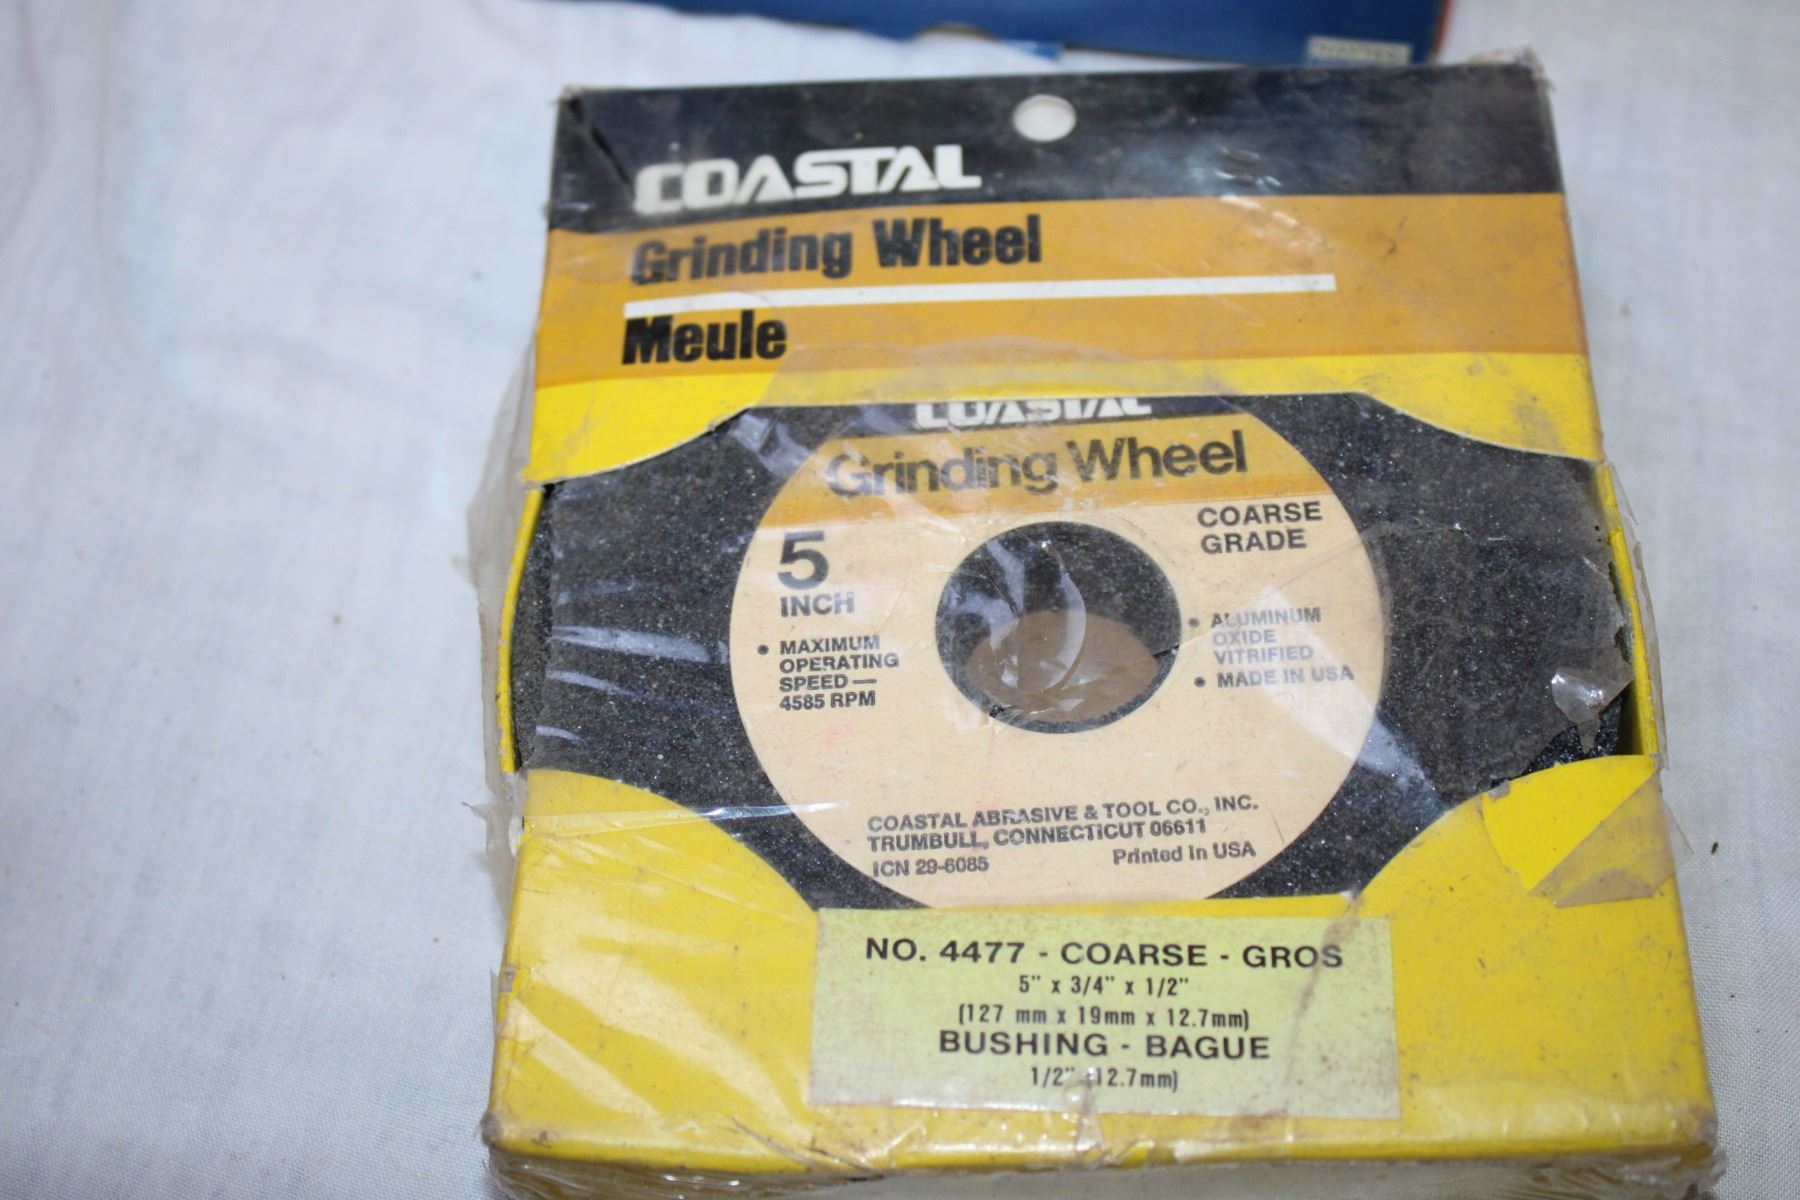 COASTAL
Grinding Wheel
Meule
COASTAL
Grinding Wheel
5
INCH
• MAXIMUM
OPERATING
SPEED —
4585 RPM
COARSE
GRADE
• ALUMINUM
OXIDE
VITRIFIED
• MADE IN USA
COASTAL ABRASIVE & TOOL CO., INC.
TRUMBULL, CONNECTICUT 06611
ICN 29-6085 Printed in USA
NO. 4477 - COARSE - GROS
5" x 3/4" x 1/2"
(127 mm x 19mm x 12.7mm)
BUSHING - BAGUE
1/2" (12.7mm)